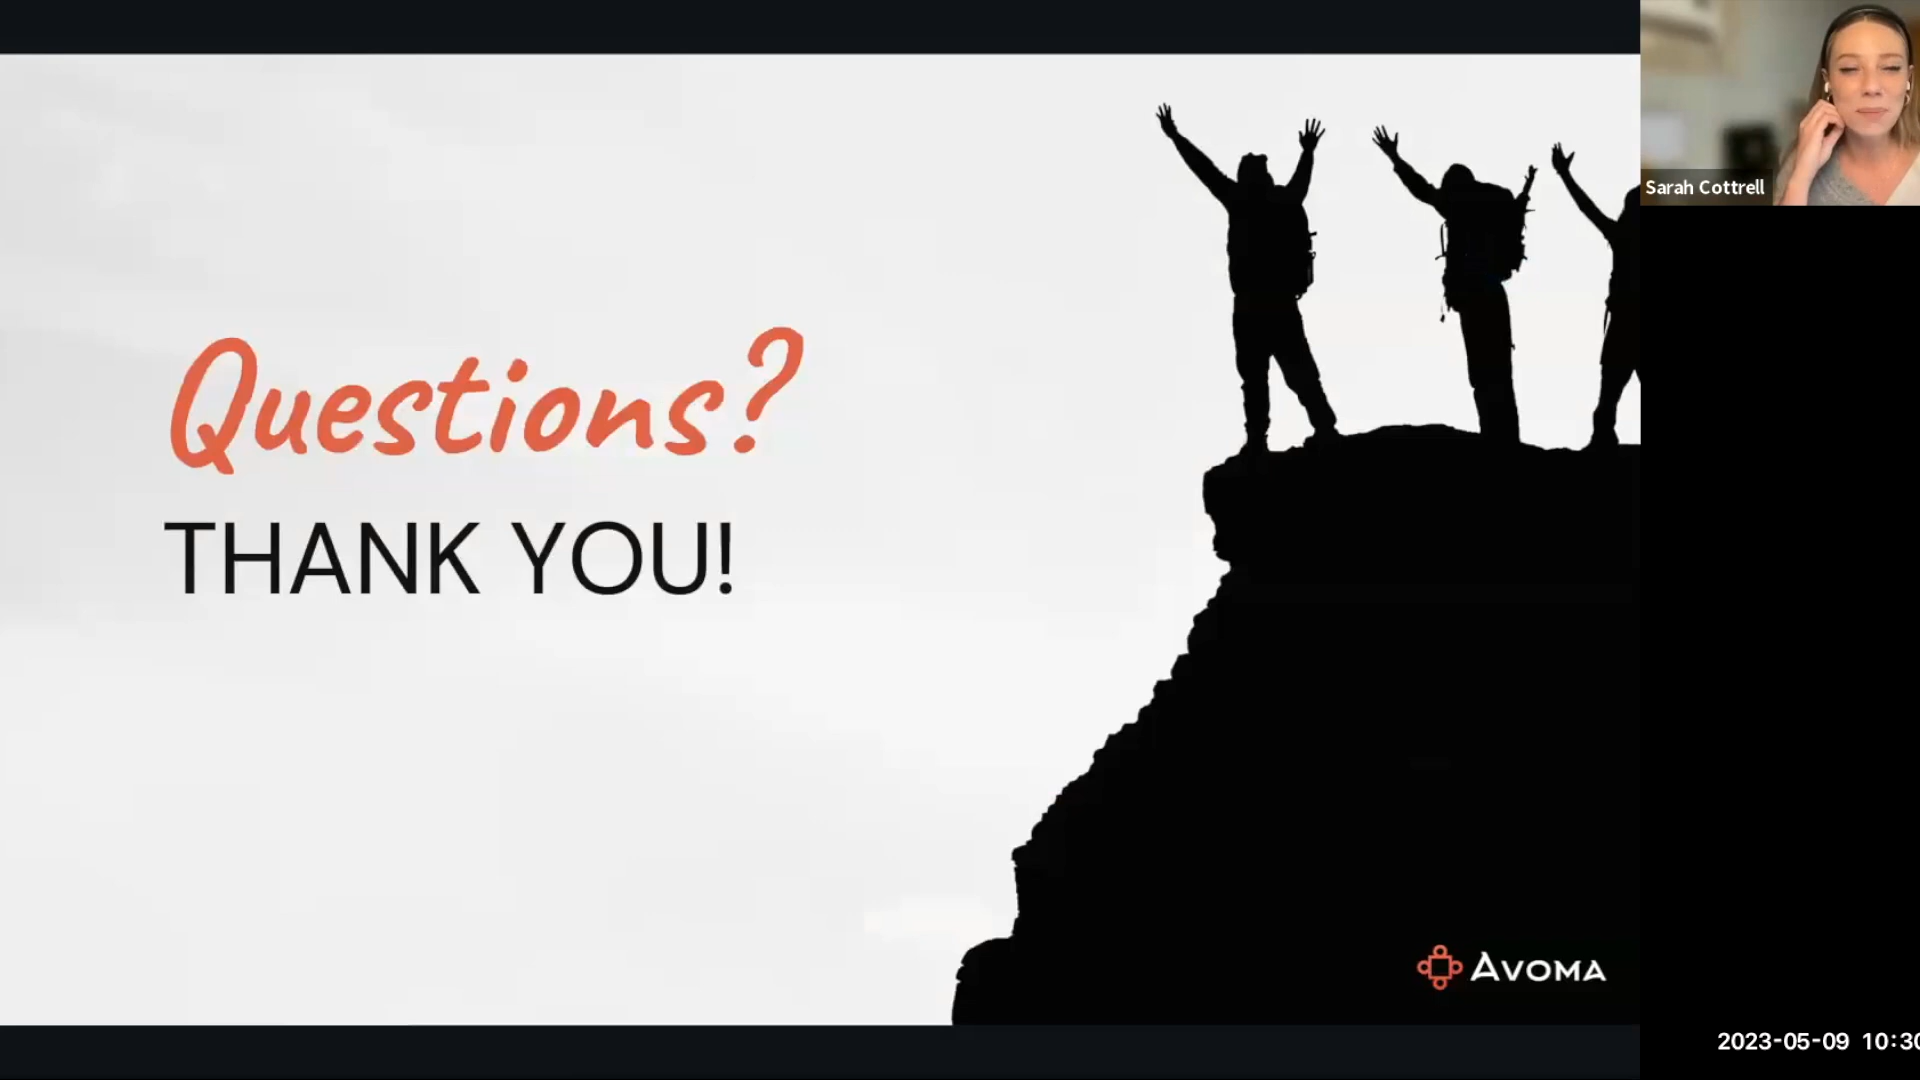 Sarah Cottrell
Questions?
THANK YOU!
AVOMA
2023-05-09 10:30